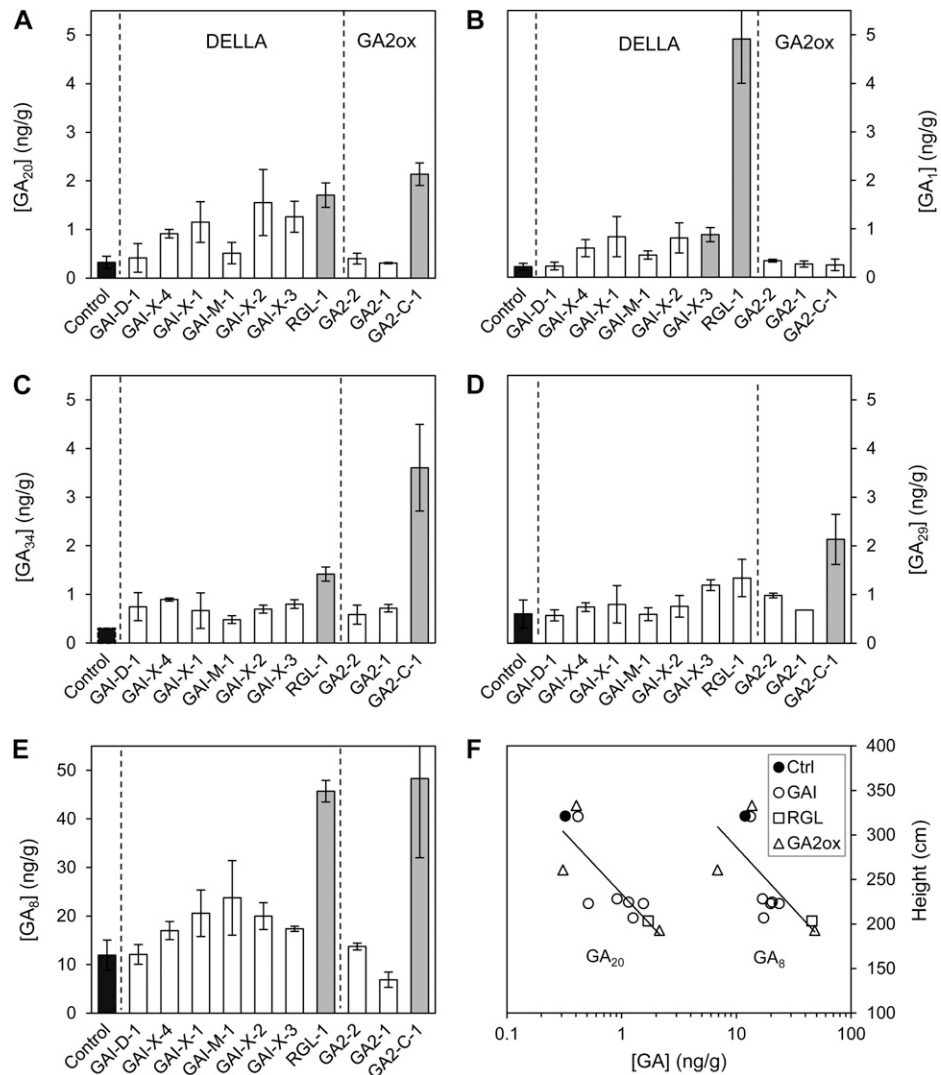 A
DELLA
GA2ox
[GA20] (ng/g)
5
4
3
2
1
0
Control
GAI-D-1
GAI-X-4
GAI-X-1
GAI-M-1
GAI-X-2
GAI-X-3
RGL-1
GA2-2
GA2-1
GA2-C-1
B
DELLA
GA2ox
[GA1] (ng/g)
5
4
3
2
1
0
Control
GAI-D-1
GAI-X-4
GAI-X-1
GAI-M-1
GAI-X-2
GAI-X-3
RGL-1
GA2-2
GA2-1
GA2-C-1
C
[GA34] (ng/g)
5
4
3
2
1
0
Control
GAI-D-1
GAI-X-4
GAI-X-1
GAI-M-1
GAI-X-2
GAI-X-3
RGL-1
GA2-2
GA2-1
GA2-C-1
D
[GA29] (ng/g)
5
4
3
2
1
0
Control
GAI-D-1
GAI-X-4
GAI-X-1
GAI-M-1
GAI-X-2
GAI-X-3
RGL-1
GA2-2
GA2-1
GA2-C-1
E
[GA8] (ng/g)
50
40
30
20
10
0
Control
GAI-D-1
GAI-X-4
GAI-X-1
GAI-M-1
GAI-X-2
GAI-X-3
RGL-1
GA2-2
GA2-1
GA2-C-1
F
Ctrl
GAI
RGL
GA2ox
GA20
GA8
400
350
300
250
200
150
100
Height (cm)
0.1
1
10
100
[GA] (ng/g)